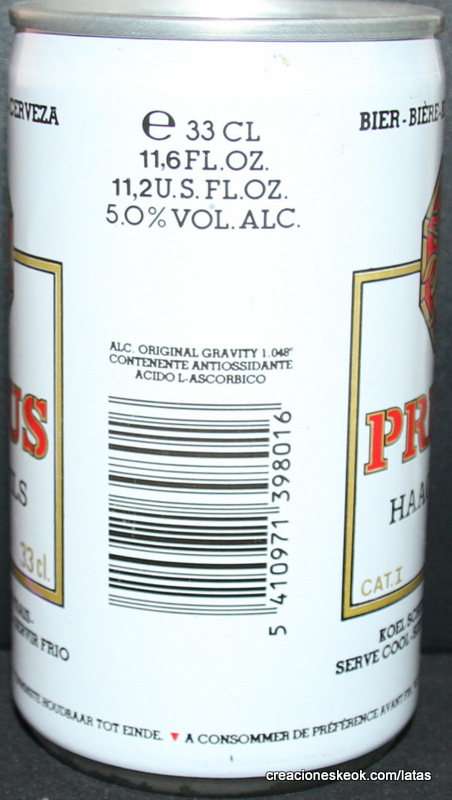 CERVEZA
e 33 CL
11,6 FL.OZ.
11,2 U.S. FL.OZ.
5.0% VOL. ALC.
BIER - BIÈRE -
ALC. ORIGINAL GRAVITY 1.048°
CONTENENTE ANTIOSSIDANTE
ACIDO L-ASCORBICO
5 410971 398016
US
LS
33 cl.
PR
HAA
CAT. I
SERVIR FRIO
KOEL
SERVE COOL
HOUDBAAR TOT EINDE. ▼ A CONSOMMER DE PRÉFÉRENCE AVANT
creacioneskeok.com/latas